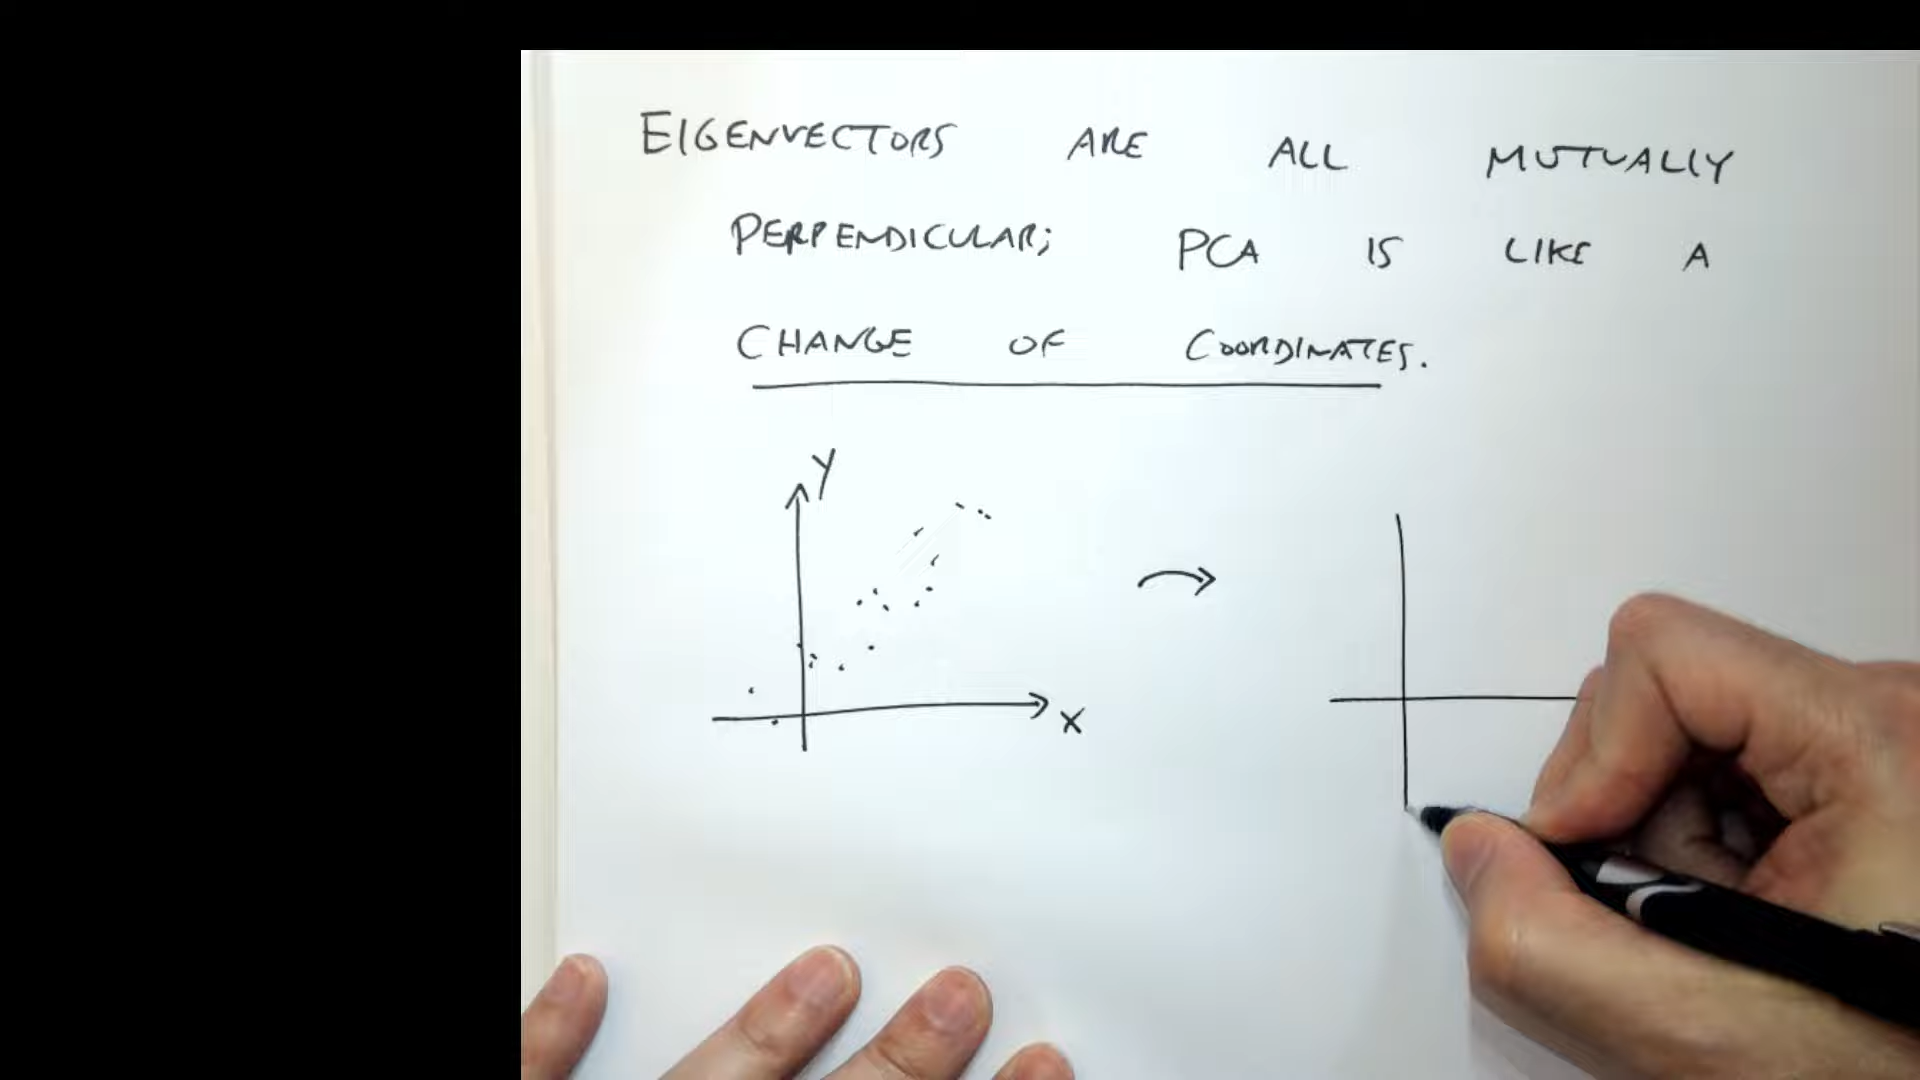 EIGENVECTORS ARE ALL MUTUALLY
PERPENDICULAR; PCA IS LIKE A
CHANGE OF COORDINATES.
Y
X